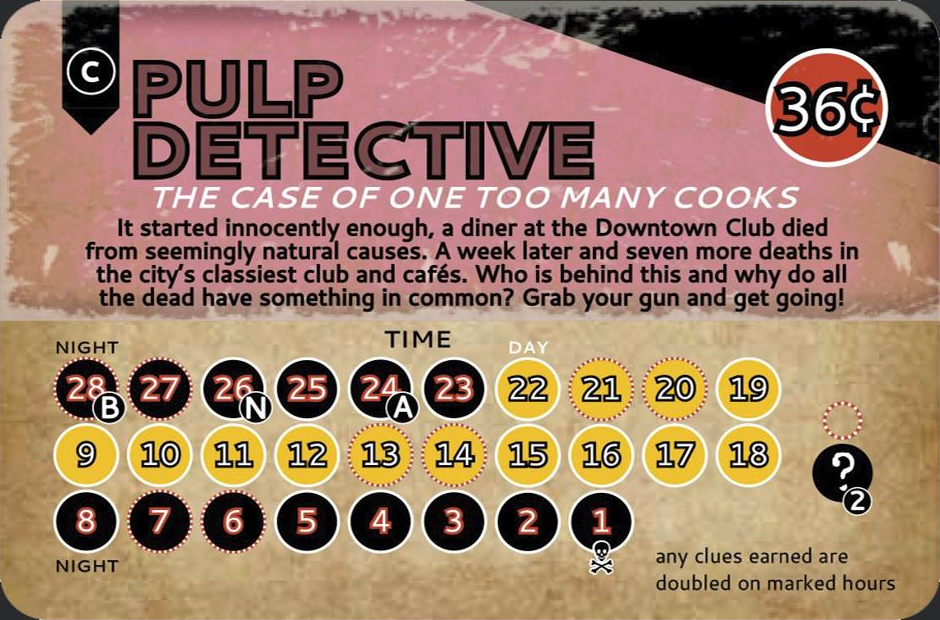 C
PULP
DETECTIVE
36¢
THE CASE OF ONE TOO MANY COOKS
It started innocently enough, a diner at the Downtown Club died
from seemingly natural causes. A week later and seven more deaths in
the city's classiest club and cafés. Who is behind this and why do all
the dead have something in common? Grab your gun and get going!
TIME
NIGHT DAY
28 27 26 25 24 23 22 21 20 19
B N A
9 10 11 12 13 14 15 16 17 18
?
2
8 7 6 5 4 3 2 1
NIGHT
any clues earned are
doubled on marked hours